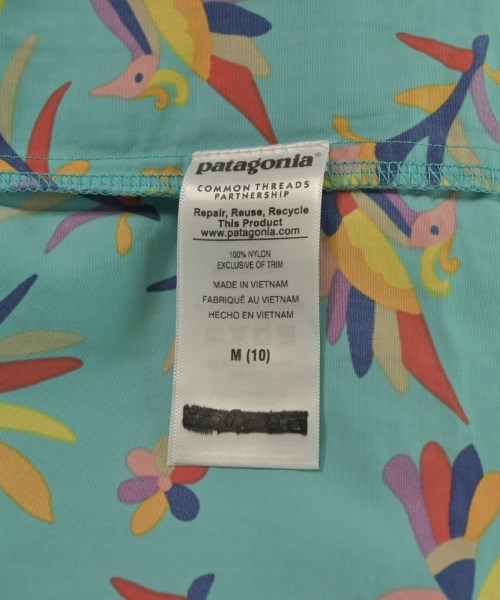 patagonia®
COMMON THREADS
PARTNERSHIP
Repair, Reuse, Recycle
This Product
www.patagonia.com
100% NYLON
EXCLUSIVE OF TRIM
MADE IN VIETNAM
FABRIQUÉ AU VIETNAM
HECHO EN VIETNAM
M (10)